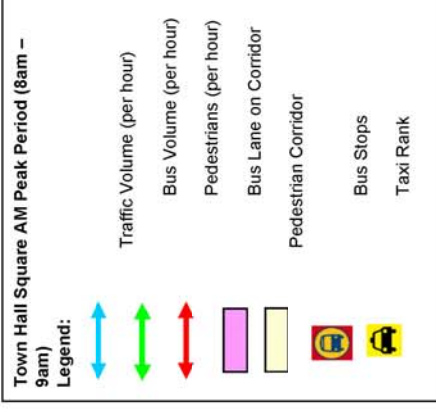 Town Hall Square AM Peak Period (8am –
9am)
Legend:
Traffic Volume (per hour)
Bus Volume (per hour)
Pedestrians (per hour)
Bus Lane on Corridor
Pedestrian Corridor
Bus Stops
Taxi Rank